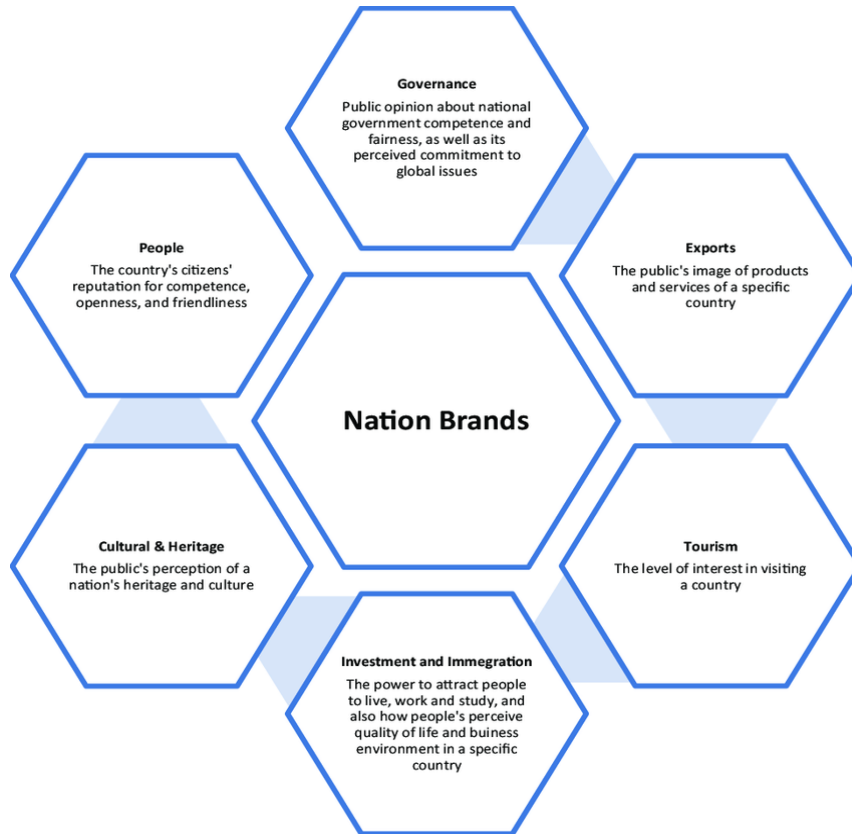 Governance
Public opinion about national
government competence and
fairness, as well as its
perceived commitment to
global issues
People
The country's citizens'
reputation for competence,
openness, and friendliness
Exports
The public's image of products
and services of a specific
country
Nation Brands
Cultural & Heritage
The public's perception of a
nation's heritage and culture
Tourism
The level of interest in visiting
a country
Investment and Immegration
The power to attract people
to live, work and study, and
also how people's perceive
quality of life and buiness
environment in a specific
country